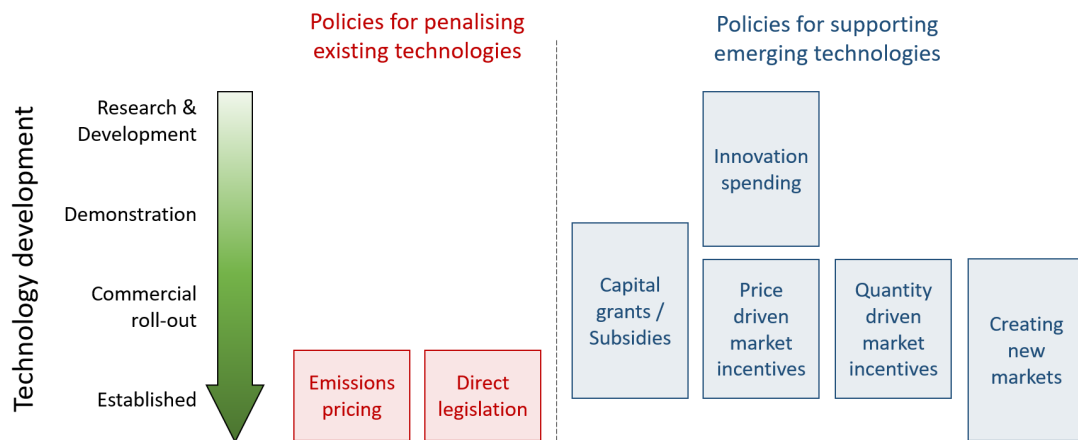 Policies for penalising
existing technologies
Policies for supporting
emerging technologies
Technology development
Research &
Development
Demonstration
Commercial
roll-out
Established
Emissions
pricing
Direct
legislation
Innovation
spending
Capital
grants /
Subsidies
Price
driven
market
incentives
Quantity
driven
market
incentives
Creating
new
markets